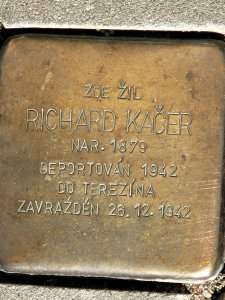 ZDE ŽIL
RICHARD KAČER
NAR. 1879
DEPORTOVÁN 1942
DO TEREZÍNA
ZAVRAŽDĚN 26.12.1942